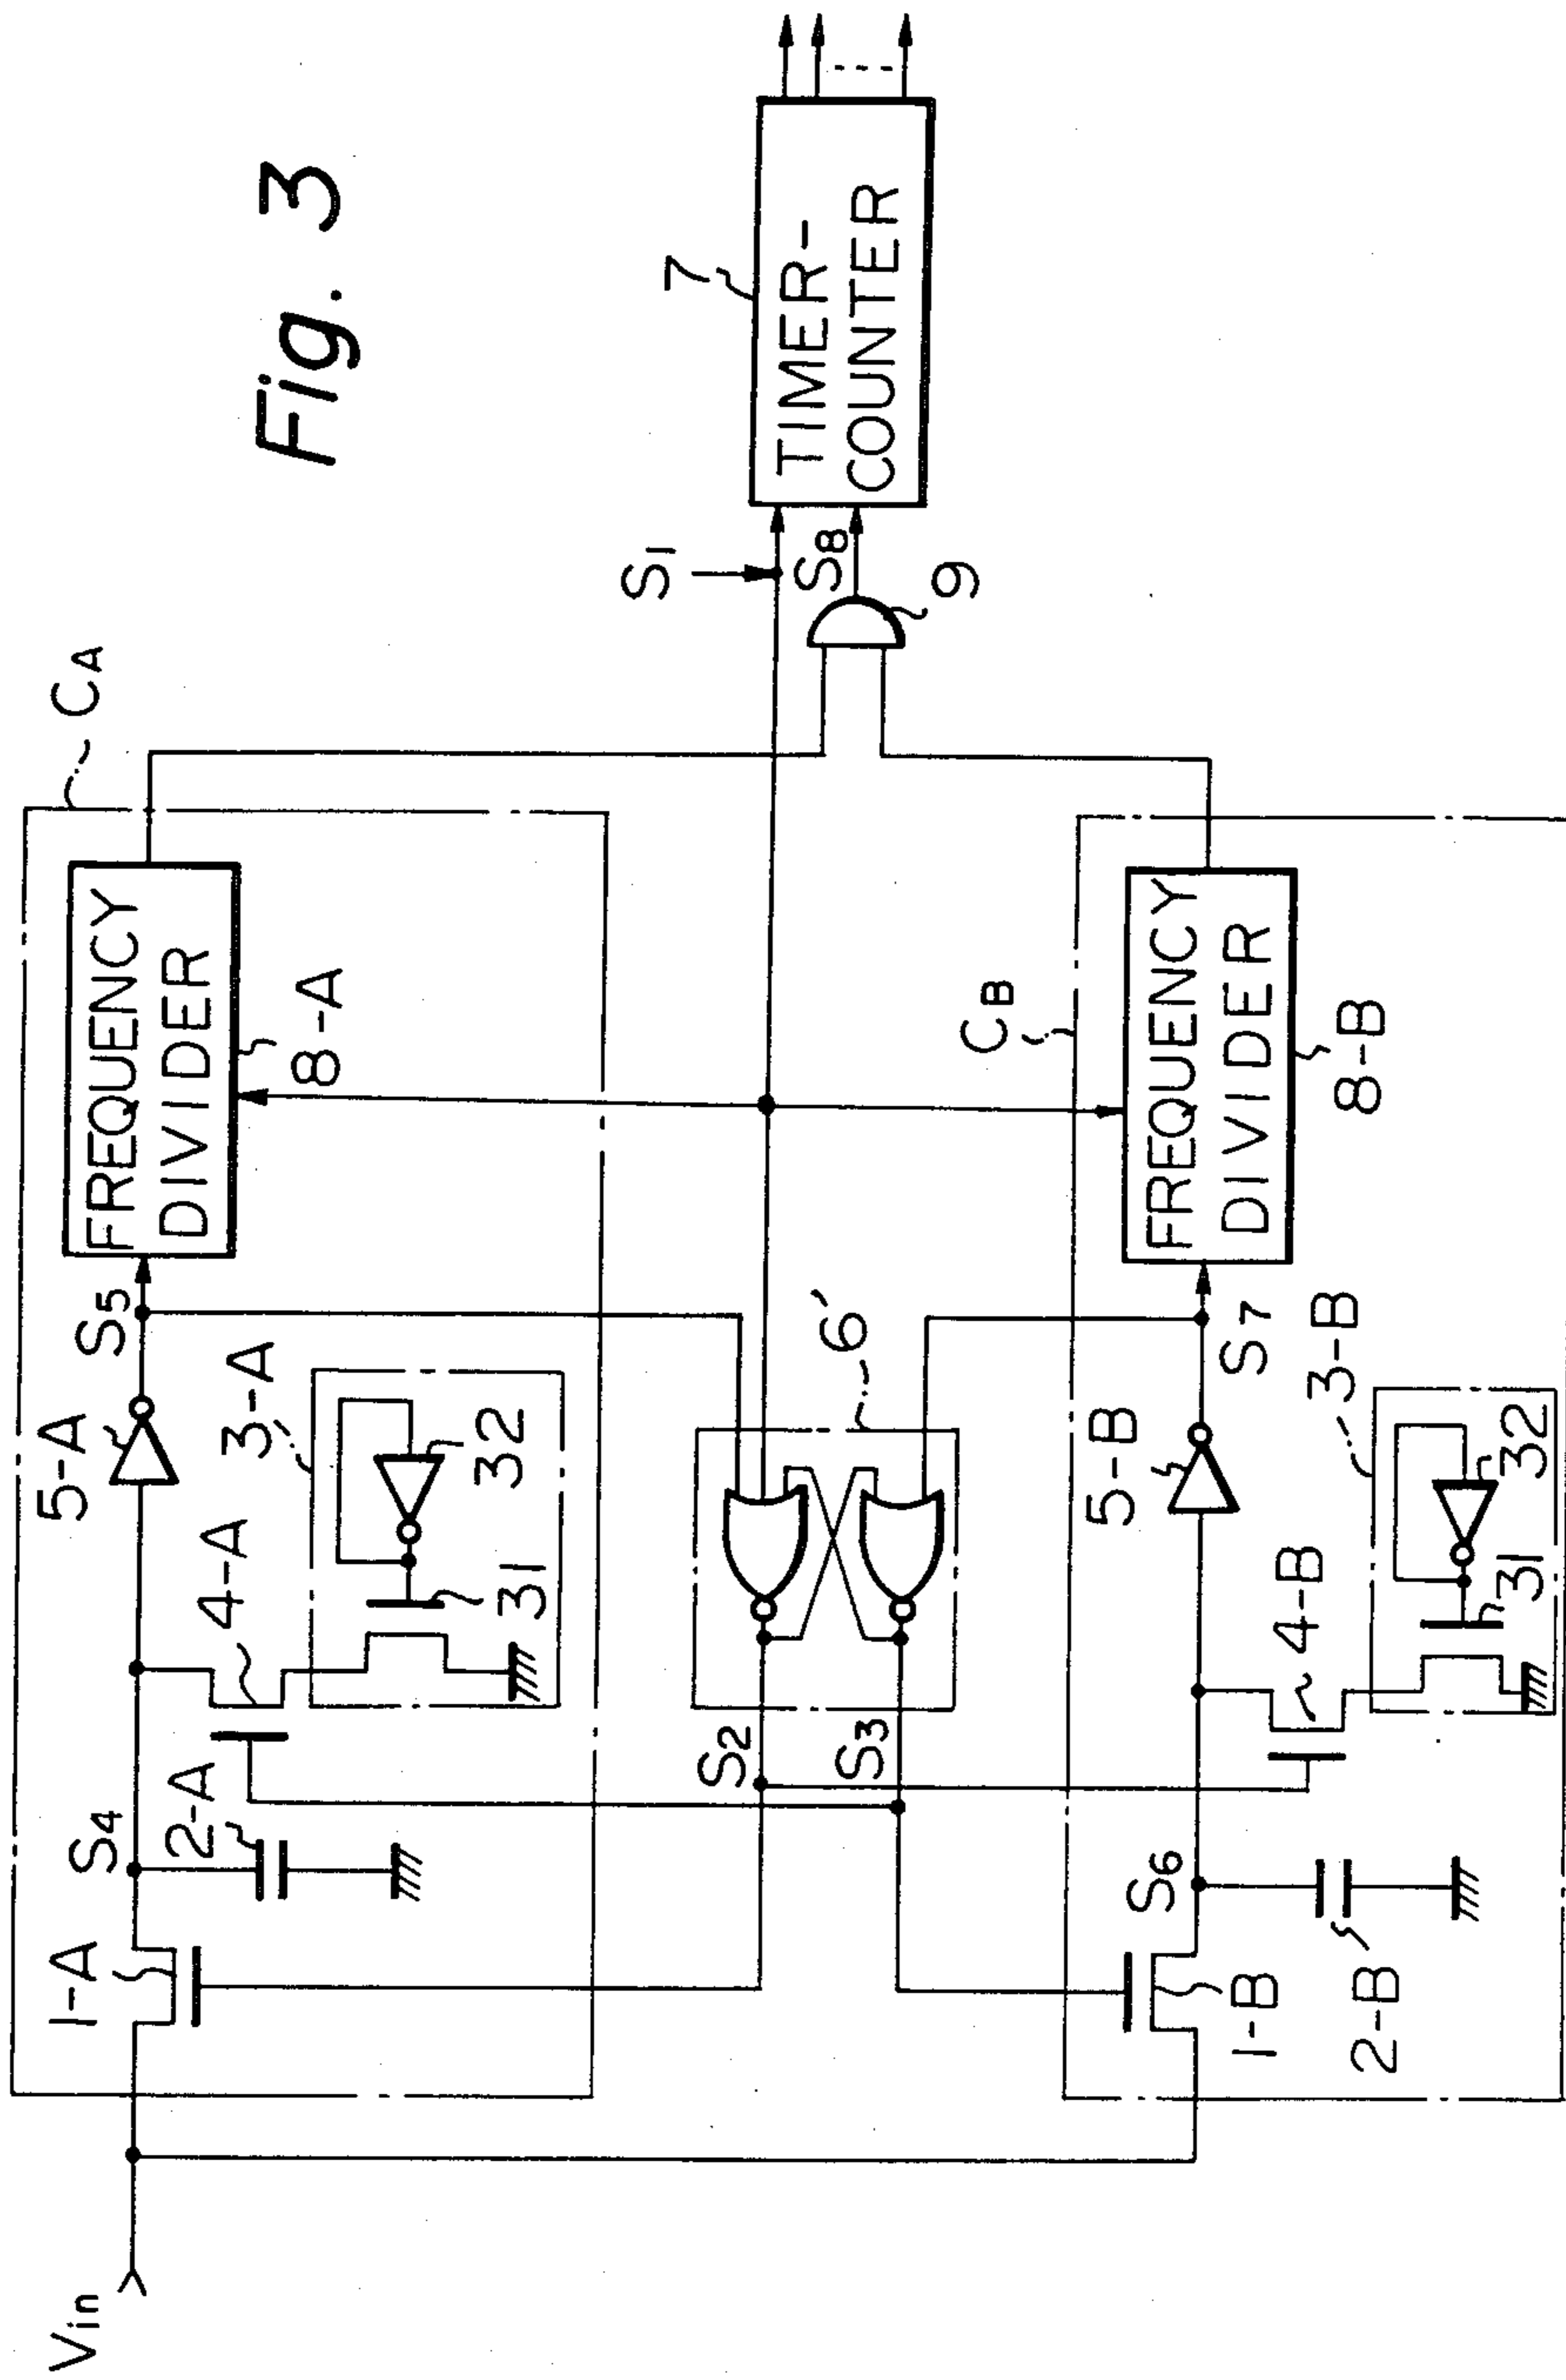 Fig. 3
Vin
1-A
S4
2-A
4-A
5-A
S5
3-A
32
31
FREQUENCY
DIVIDER
8-A
CA
S2
S3
6'
S1
S8
9
7
TIMER-
COUNTER
1-B
S6
2-B
4-B
5-B
S7
3-B
32
31
FREQUENCY
DIVIDER
8-B
CB